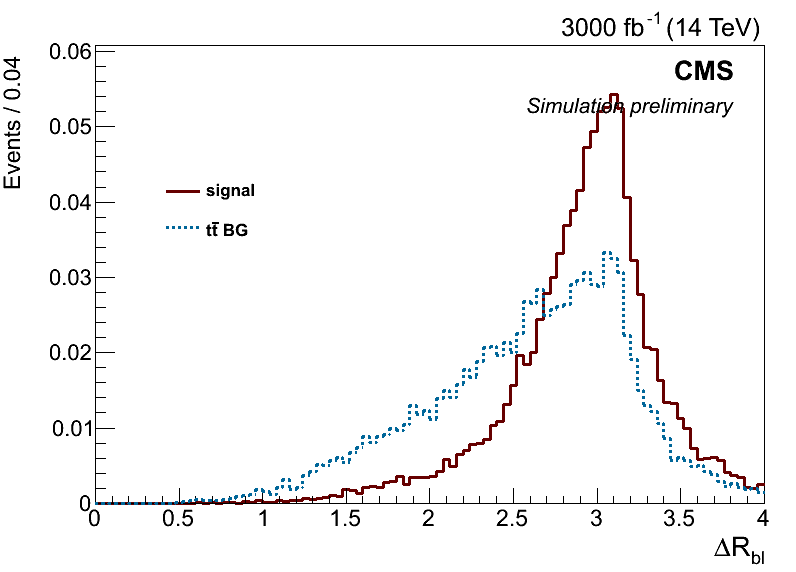 3000 fb⁻¹ (14 TeV)
CMS
Simulation preliminary
Events / 0.04
0.06
0.05
0.04
0.03
0.02
0.01
0
signal
tt̄ BG
0 0.5 1 1.5 2 2.5 3 3.5 4
ΔR_bl